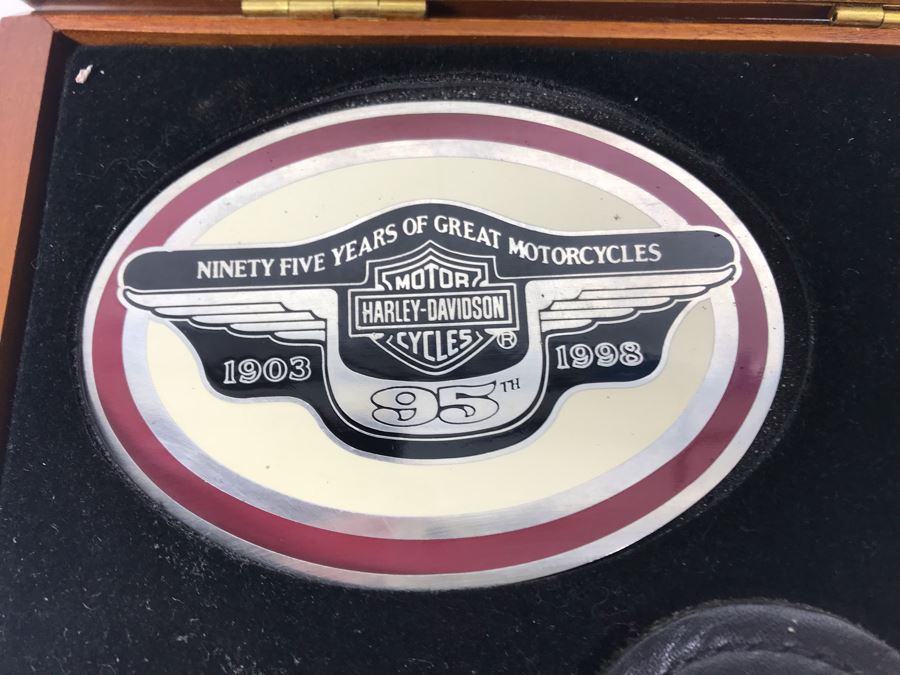 NINETY FIVE YEARS OF GREAT MOTORCYCLES
MOTOR
HARLEY-DAVIDSON
CYCLES ®
1903 1998
95TH